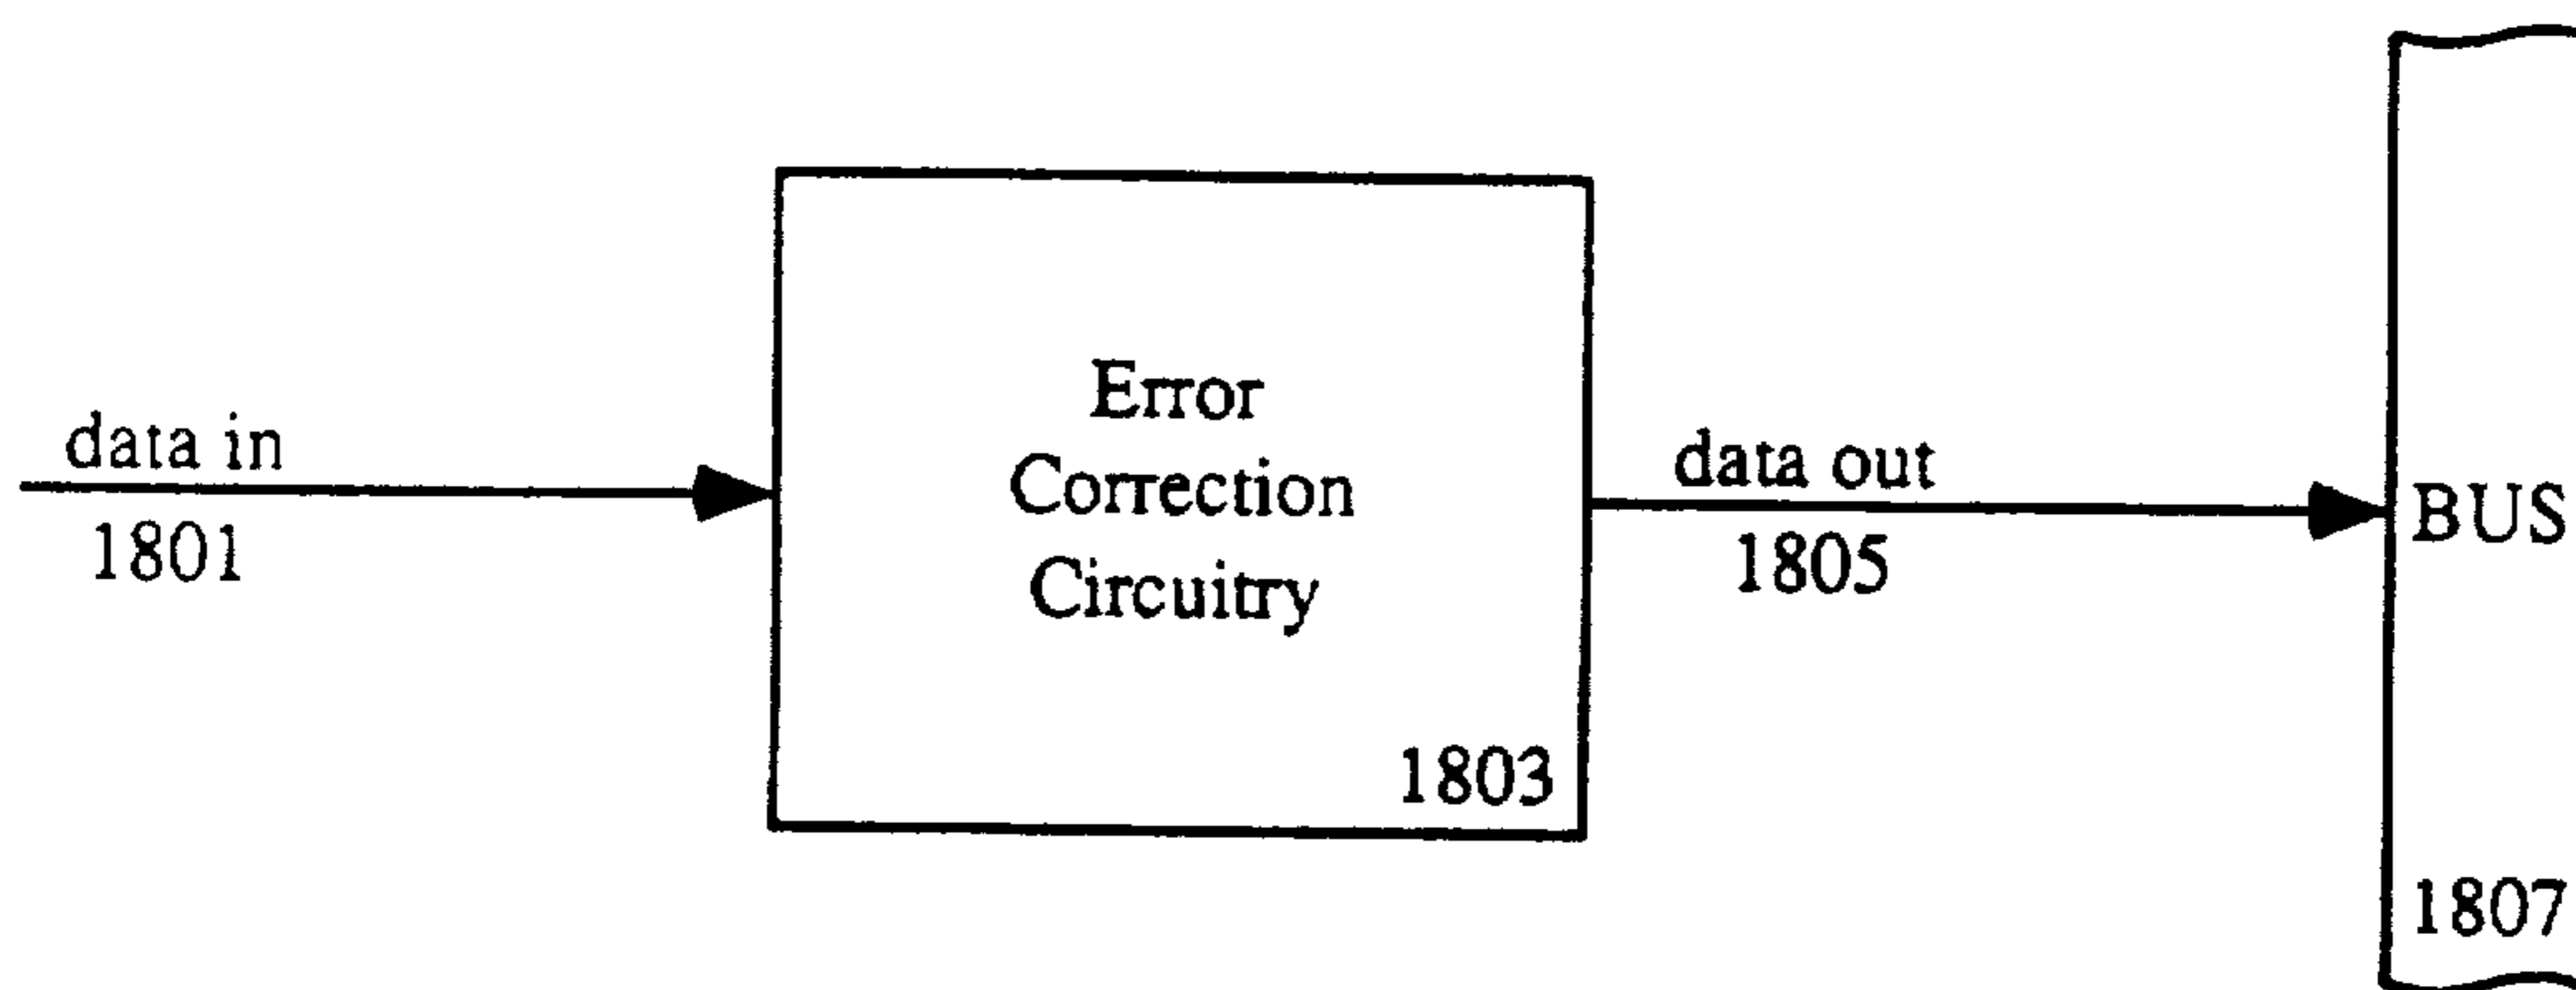 data in
1801
Error
Correction
Circuitry
1803
data out
1805
BUS
1807